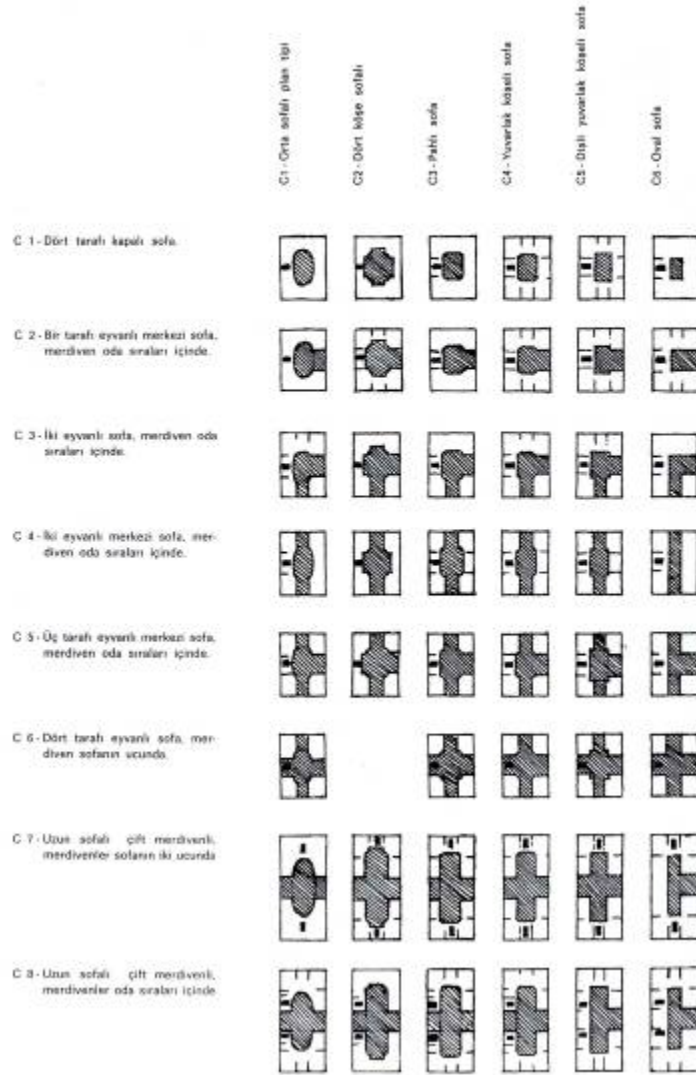 C1-Orta sofalı plan tipi
C2-Dört köşe sofalı
C3-Pahlı sofa
C4-Yuvarlak köşeli sofa
C5-Dişli yuvarlak köşeli sofa
C6-Oval sofa
C 1-Dört tarafı kapalı sofa.
C 2-Bir tarafı eyvanlı merkezi sofa,
merdiven oda sıraları içinde.
C 3-İki eyvanlı sofa, merdiven oda
sıraları içinde.
C 4-İki eyvanlı merkezi sofa, mer-
diven oda sıraları içinde.
C 5-Üç tarafı eyvanlı merkezi sofa,
merdiven oda sıraları içinde.
C 6-Dört tarafı eyvanlı sofa, mer-
diven sofanın ucunda.
C 7-Uzun sofalı çift merdivenli,
merdivenler sofanın iki ucunda
C 8-Uzun sofalı çift merdivenli,
merdivenler oda sıraları içinde